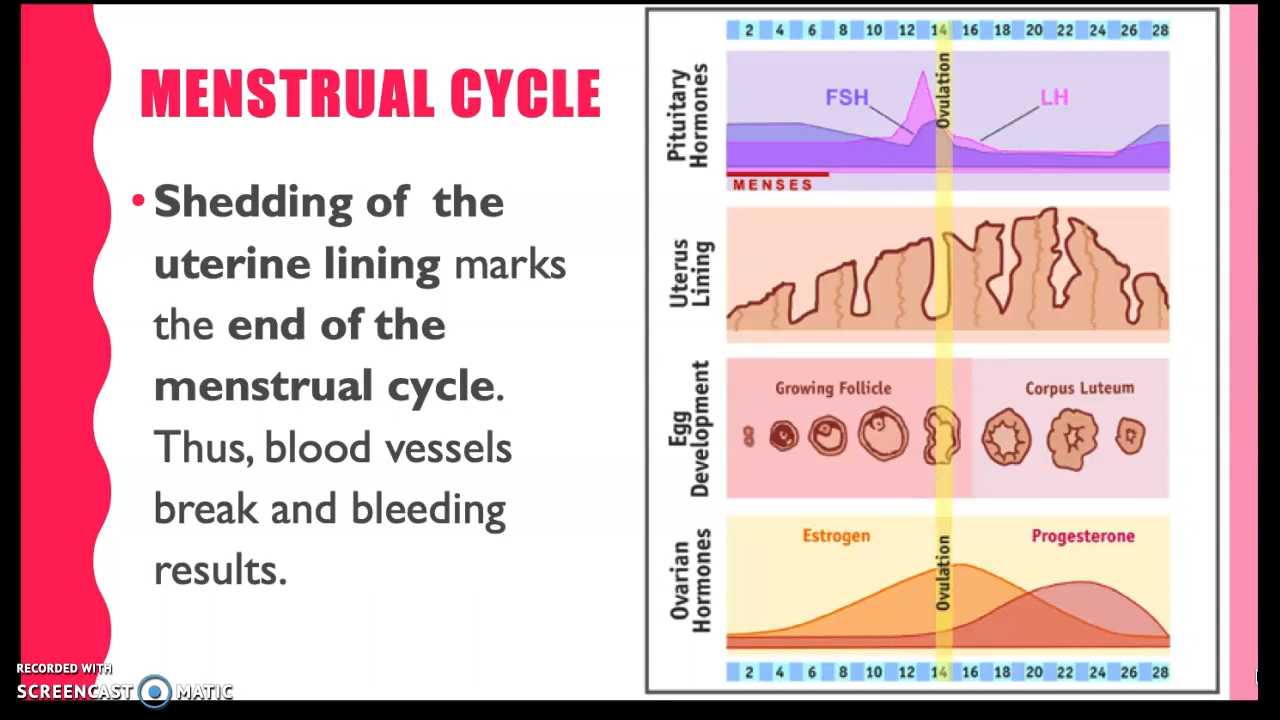 MENSTRUAL CYCLE
• Shedding of the
uterine lining marks
the end of the
menstrual cycle.
Thus, blood vessels
break and bleeding
results.
2 4 6 8 10 12 14 16 18 20 22 24 26 28
Pituitary
Hormones
FSH
LH
Ovulation
MENSES
Uterus
Lining
Egg
Development
Growing Follicle
Corpus Luteum
Ovarian
Hormones
Estrogen
Ovulation
Progesterone
2 4 6 8 10 12 14 16 18 20 22 24 26 28
RECORDED WITH
SCREENCAST MATIC